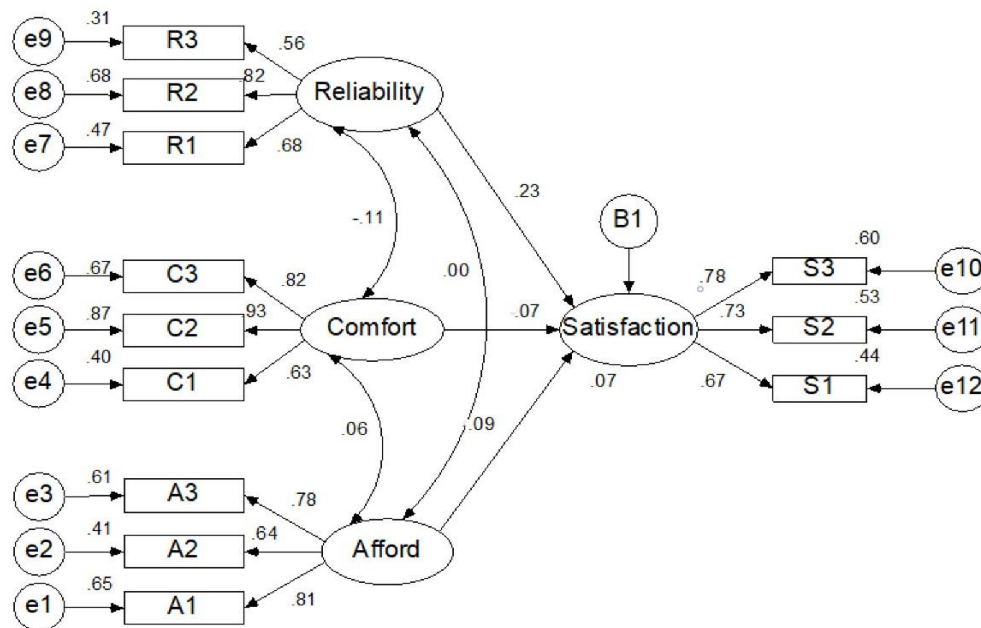 e9
.31
R3
.56
e8
.68
R2
.82
Reliability
e7
.47
R1
.68
-.11
.23
B1
.00
e6
.67
C3
.82
e5
.87
C2
.93
Comfort
-.07
e4
.40
C1
.63
Satisfaction
.07
.78
S3
.60
e10
.73
S2
.53
e11
.67
S1
.44
e12
.06
.09
e3
.61
A3
.78
e2
.41
A2
.64
Afford
e1
.65
A1
.81